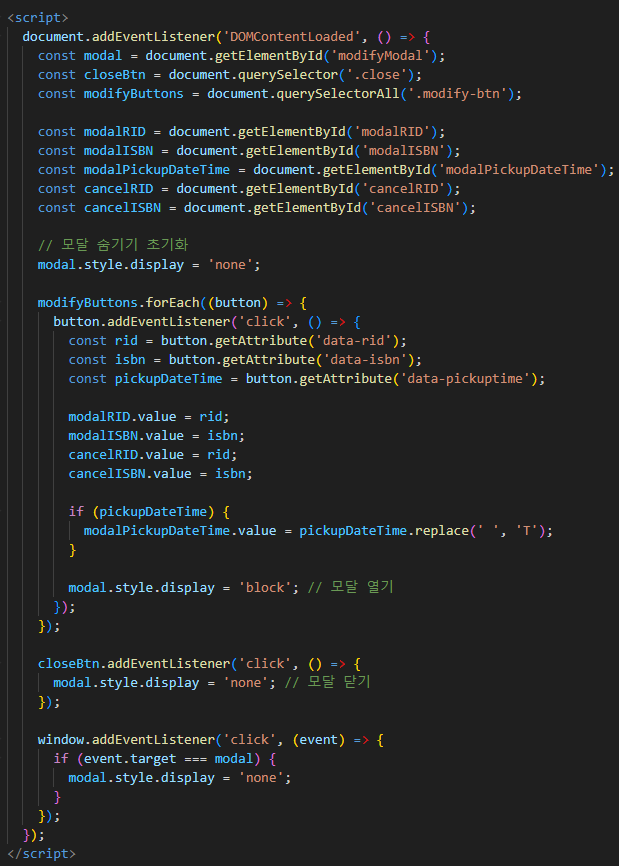 <script>
document.addEventListener('DOMContentLoaded', () => {
const modal = document.getElementById('modifyModal');
const closeBtn = document.querySelector('.close');
const modifyButtons = document.querySelectorAll('.modify-btn');
const modalRID = document.getElementById('modalRID');
const modalISBN = document.getElementById('modalISBN');
const modalPickupDateTime = document.getElementById('modalPickupDateTime');
const cancelRID = document.getElementById('cancelRID');
const cancelISBN = document.getElementById('cancelISBN');
// 모달 숨기기 초기화
modal.style.display = 'none';
modifyButtons.forEach((button) => {
button.addEventListener('click', () => {
const rid = button.getAttribute('data-rid');
const isbn = button.getAttribute('data-isbn');
const pickupDateTime = button.getAttribute('data-pickuptime');
modalRID.value = rid;
modalISBN.value = isbn;
cancelRID.value = rid;
cancelISBN.value = isbn;
if (pickupDateTime) {
modalPickupDateTime.value = pickupDateTime.replace(' ', 'T');
}
modal.style.display = 'block'; // 모달 열기
});
});
closeBtn.addEventListener('click', () => {
modal.style.display = 'none'; // 모달 닫기
});
window.addEventListener('click', (event) => {
if (event.target === modal) {
modal.style.display = 'none';
}
});
});
</script>